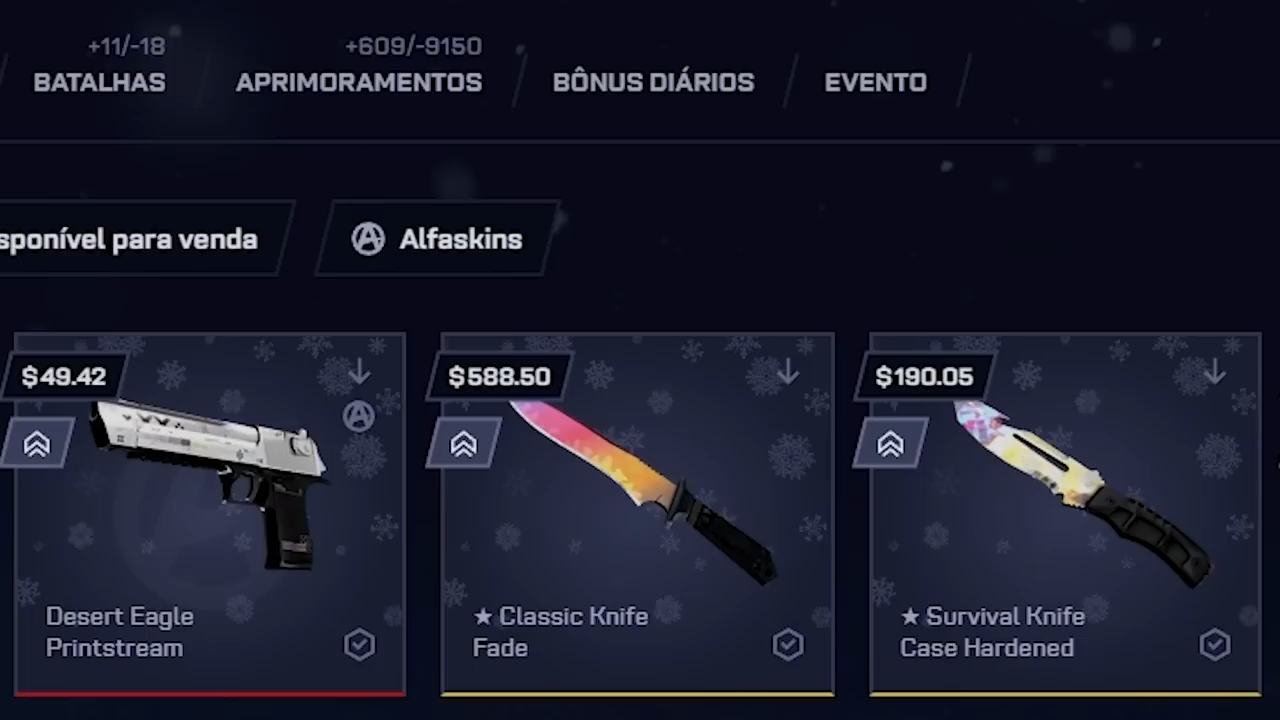 +11/-18
BATALHAS
+609/-9150
APRIMORAMENTOS
BÔNUS DIÁRIOS
EVENTO
sponível para venda
Alfaskins
$49.42
Desert Eagle
Printstream
$588.50
★ Classic Knife
Fade
$190.05
★ Survival Knife
Case Hardened